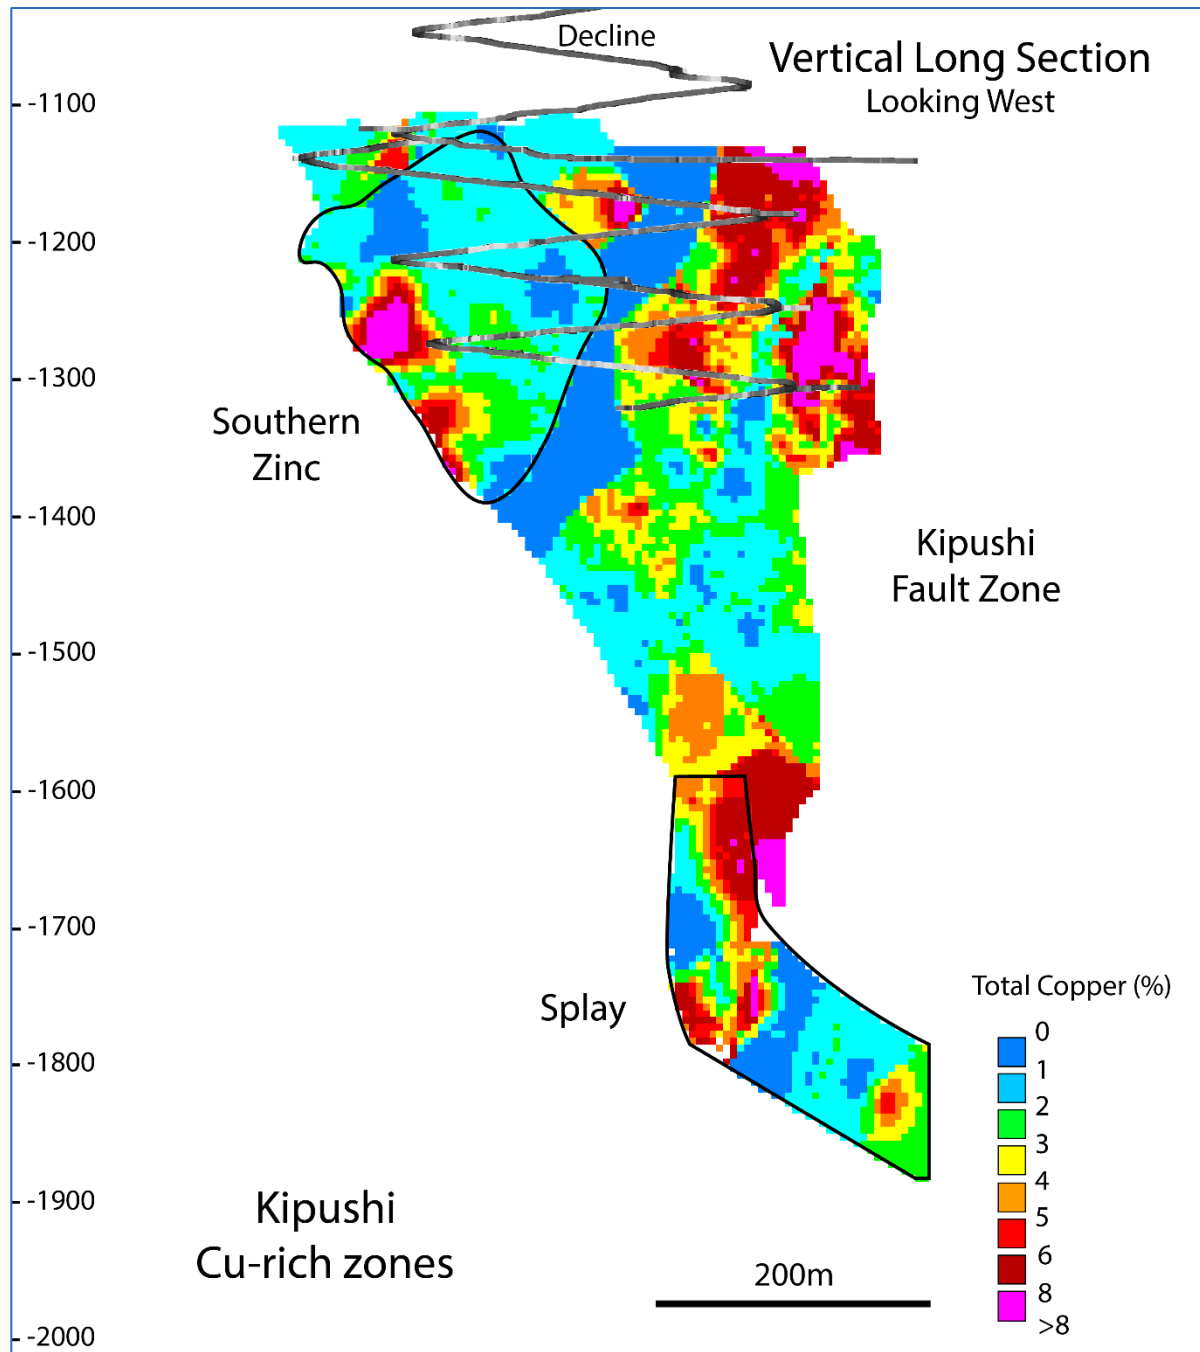 Decline
Vertical Long Section
Looking West
-1100
-1200
-1300
Southern
Zinc
-1400
Kipushi
Fault Zone
-1500
-1600
-1700
Splay
Total Copper (%)
0
1
2
3
4
5
6
8
>8
-1800
-1900
Kipushi
Cu-rich zones
200m
-2000